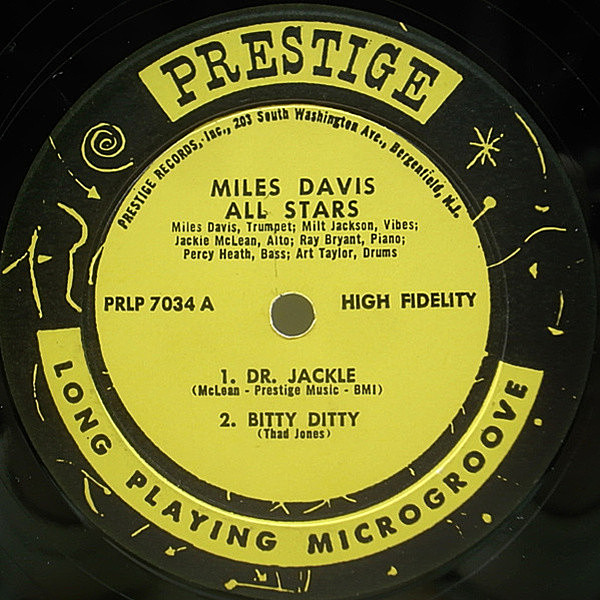 PRESTIGE
PRESTIGE RECORDS, Inc., 203 South Washington Ave., Bergenfield, N.J.
MILES DAVIS
ALL STARS
Miles Davis, Trumpet; Milt Jackson, Vibes;
Jackie McLean, Alto; Ray Bryant, Piano;
Percy Heath, Bass; Art Taylor, Drums
PRLP 7034 A
HIGH FIDELITY
1. DR. JACKLE
(McLean - Prestige Music - BMI)
2. BITTY DITTY
(Thad Jones)
LONG PLAYING MICROGROOVE